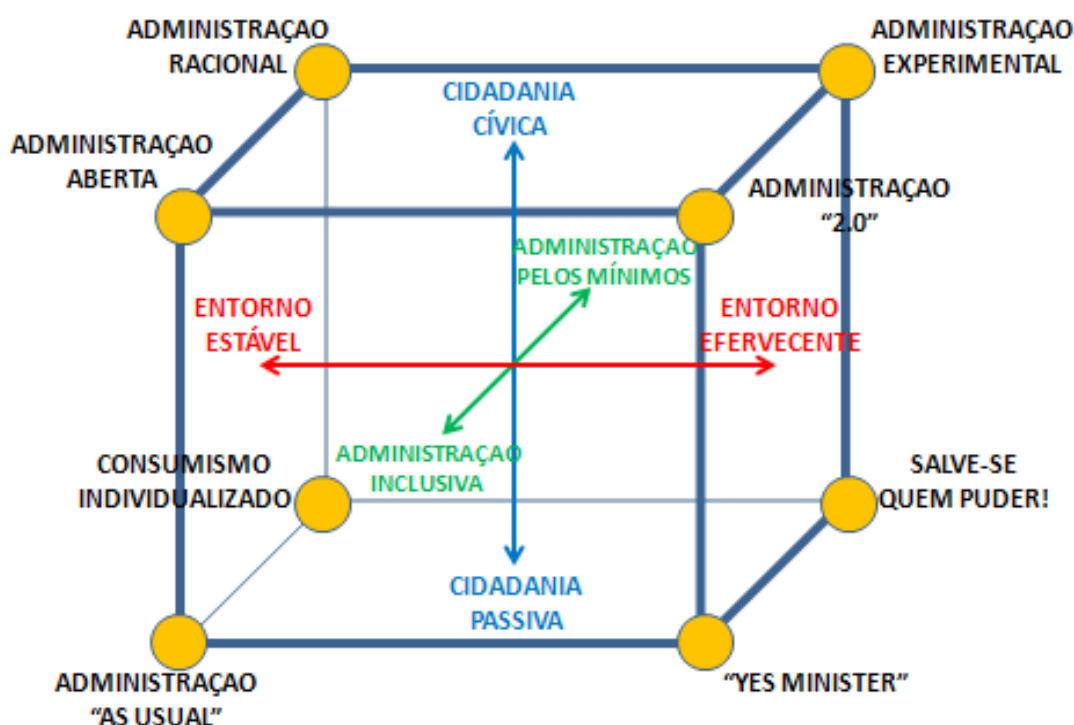 ADMINISTRAÇAO
RACIONAL
ADMINISTRAÇAO
EXPERIMENTAL
CIDADANIA
CÍVICA
ADMINISTRAÇAO
ABERTA
ADMINISTRAÇAO
“2.0”
ADMINISTRAÇAO
PELOS MÍNIMOS
ENTORNO
ESTÁVEL
ENTORNO
EFERVECENTE
ADMINISTRAÇAO
INCLUSIVA
CONSUMISMO
INDIVIDUALIZADO
SALVE-SE
QUEM PUDER!
CIDADANIA
PASSIVA
ADMINISTRAÇAO
“AS USUAL”
“YES MINISTER”